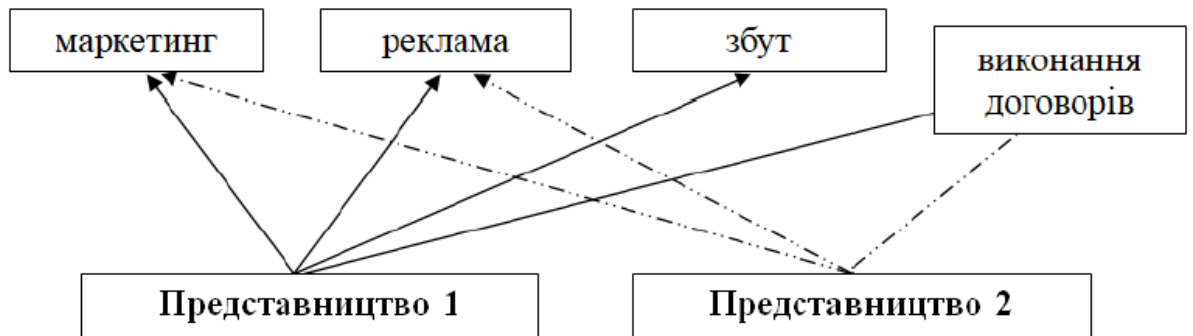 маркетинг
реклама
збут
виконання
договорів
Представництво 1
Представництво 2